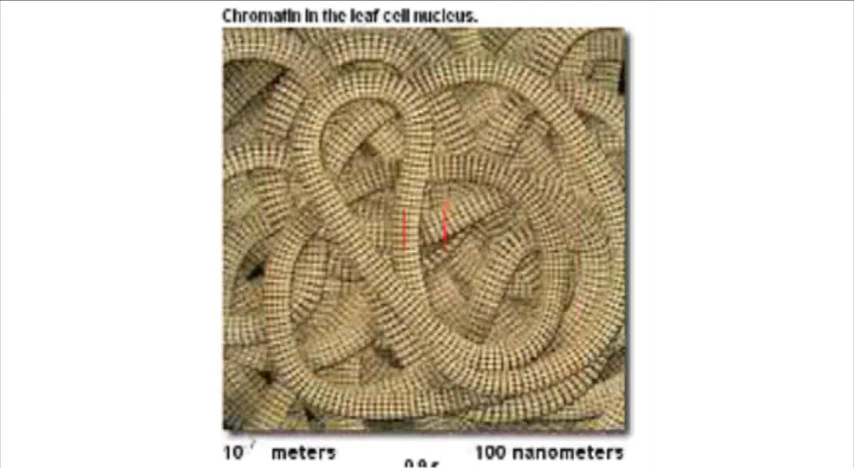 Chromatin in the leaf cell nucleus.
10⁻⁷ meters 100 nanometers